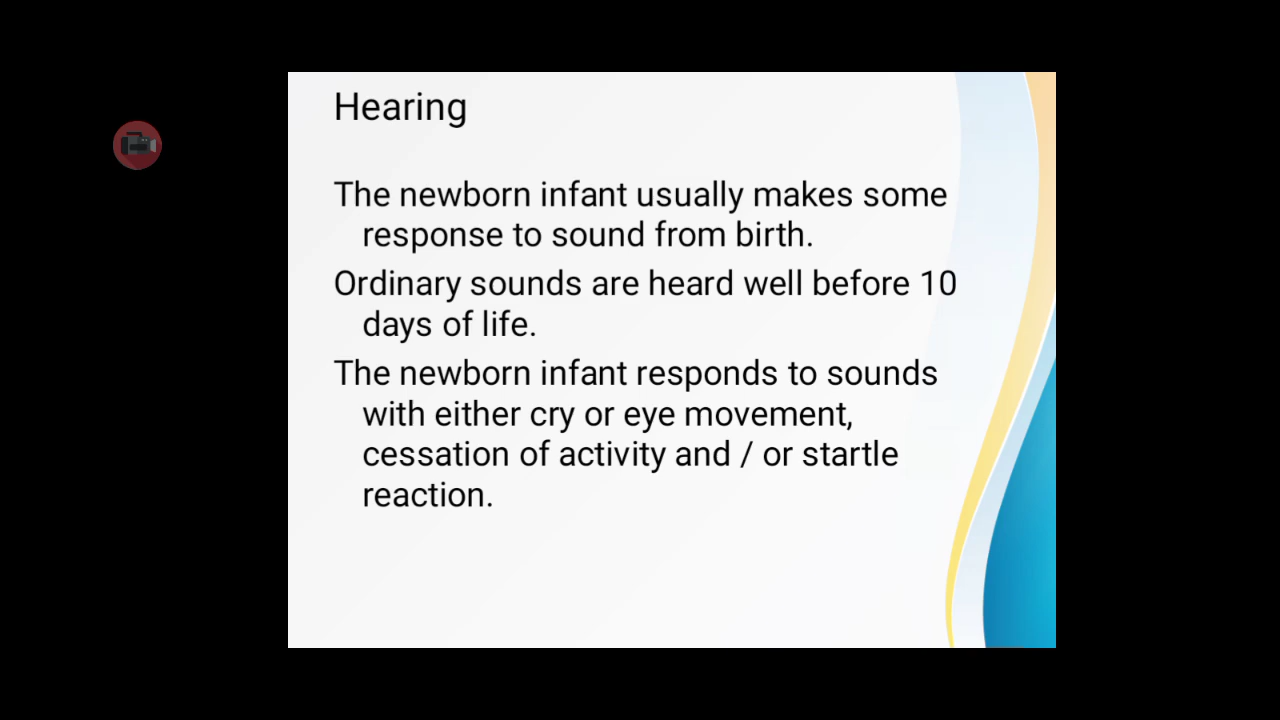 Hearing
The newborn infant usually makes some
response to sound from birth.
Ordinary sounds are heard well before 10
days of life.
The newborn infant responds to sounds
with either cry or eye movement,
cessation of activity and / or startle
reaction.